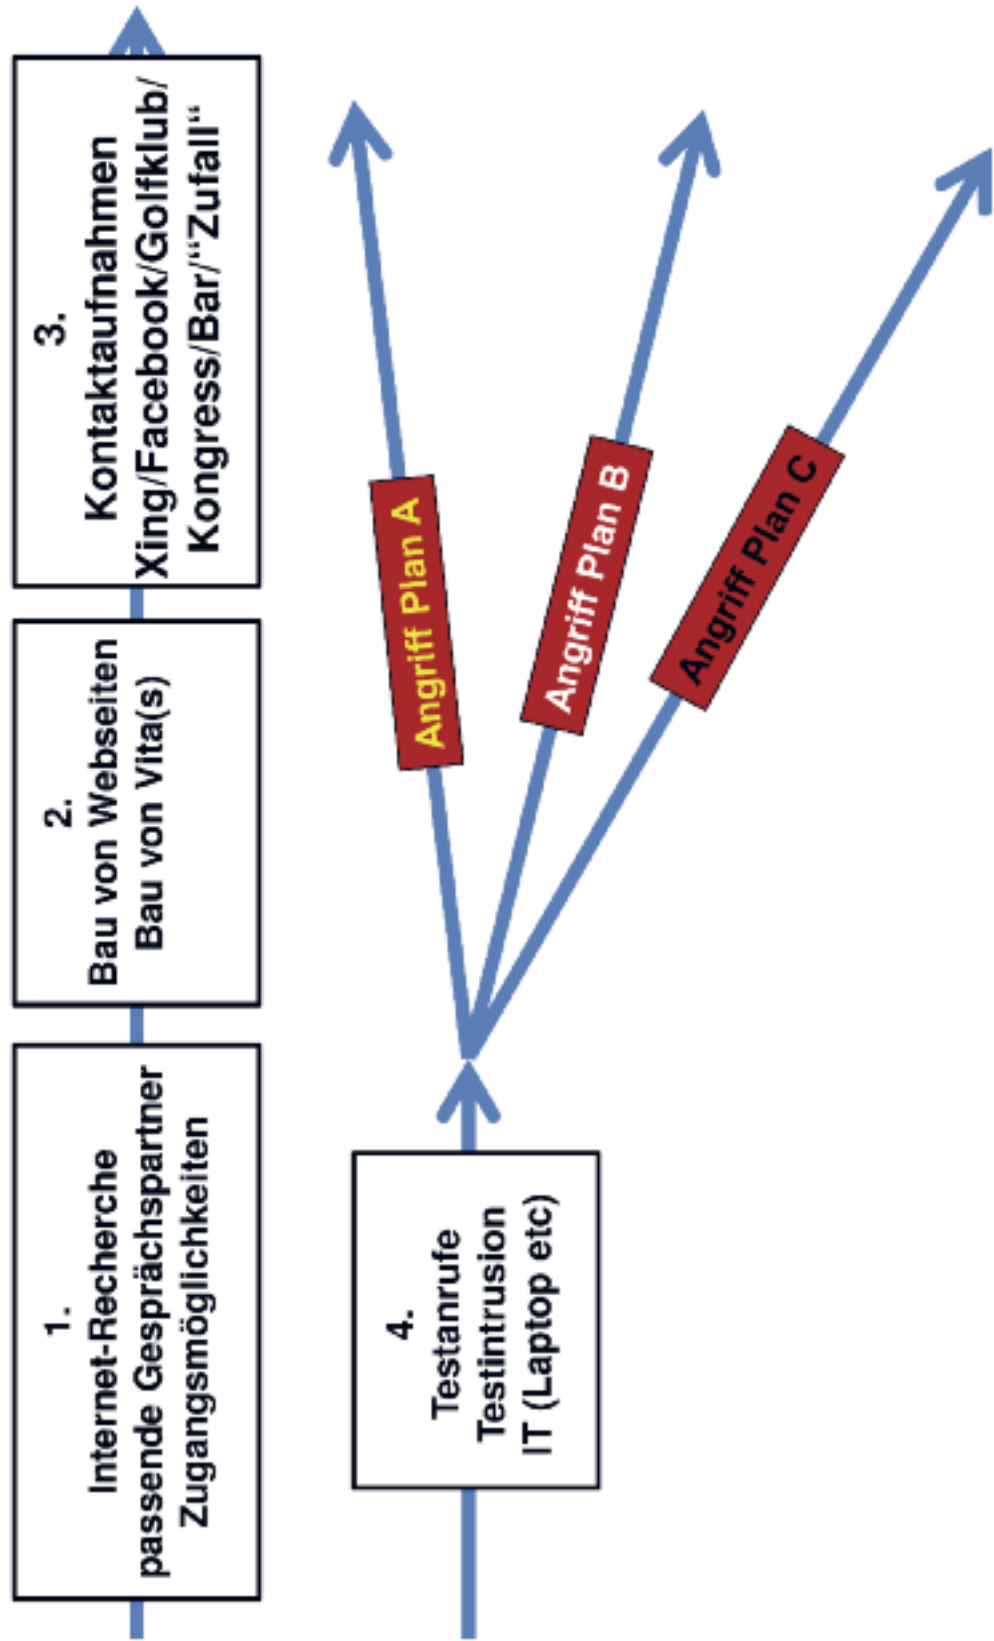 1.
Internet-Recherche
passende Gesprächspartner
Zugangsmöglichkeiten
2.
Bau von Webseiten
Bau von Vita(s)
3.
Kontaktaufnahmen
Xing/Facebook/Golfklub/
Kongress/Bar/“Zufall“
4.
Testanrufe
Testintrusion
IT (Laptop etc)
Angriff Plan A
Angriff Plan B
Angriff Plan C